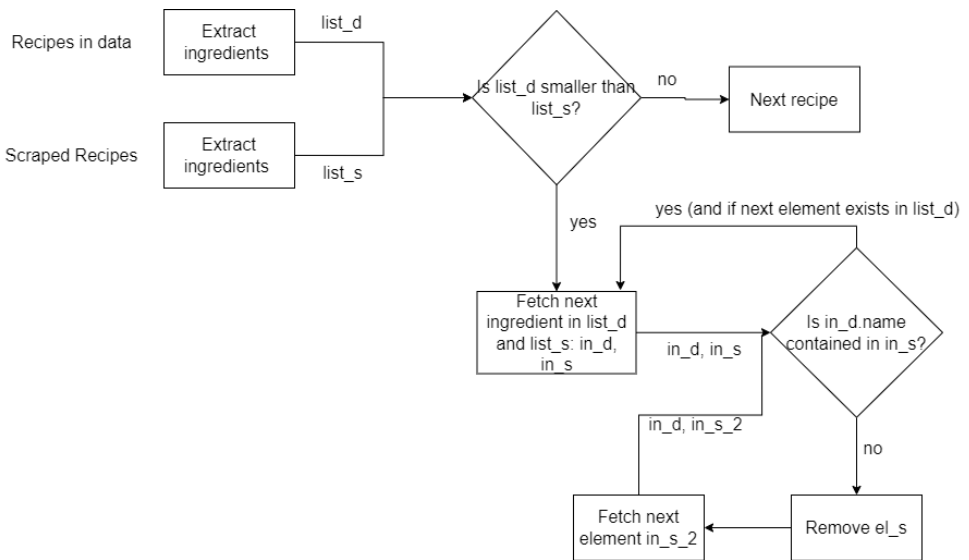 Recipes in data
Extract
ingredients
list_d
Is list_d smaller than
list_s?
no
Next recipe
Scraped Recipes
Extract
ingredients
list_s
yes
yes (and if next element exists in list_d)
Fetch next
ingredient in list_d
and list_s: in_d,
in_s
in_d, in_s
Is in_d.name
contained in in_s?
in_d, in_s_2
no
Fetch next
element in_s_2
Remove el_s